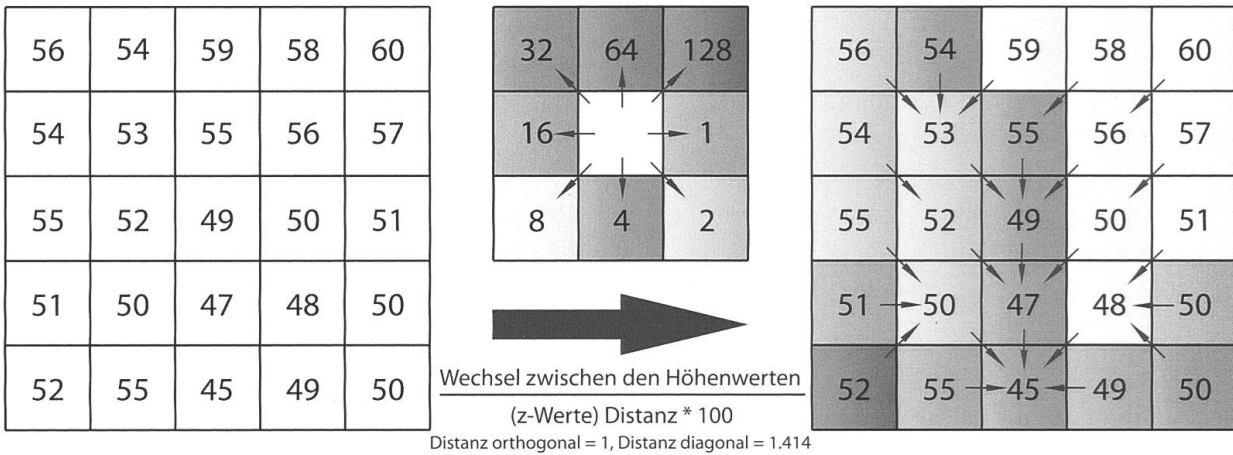 56 54 59 58 60
54 53 55 56 57
55 52 49 50 51
51 50 47 48 50
52 55 45 49 50
32 64 128
16 1
8 4 2
Wechsel zwischen den Höhenwerten
(z-Werte) Distanz * 100
Distanz orthogonal = 1, Distanz diagonal = 1.414
56 54 59 58 60
54 53 55 56 57
55 52 49 50 51
51 50 47 48 50
52 55 45 49 50